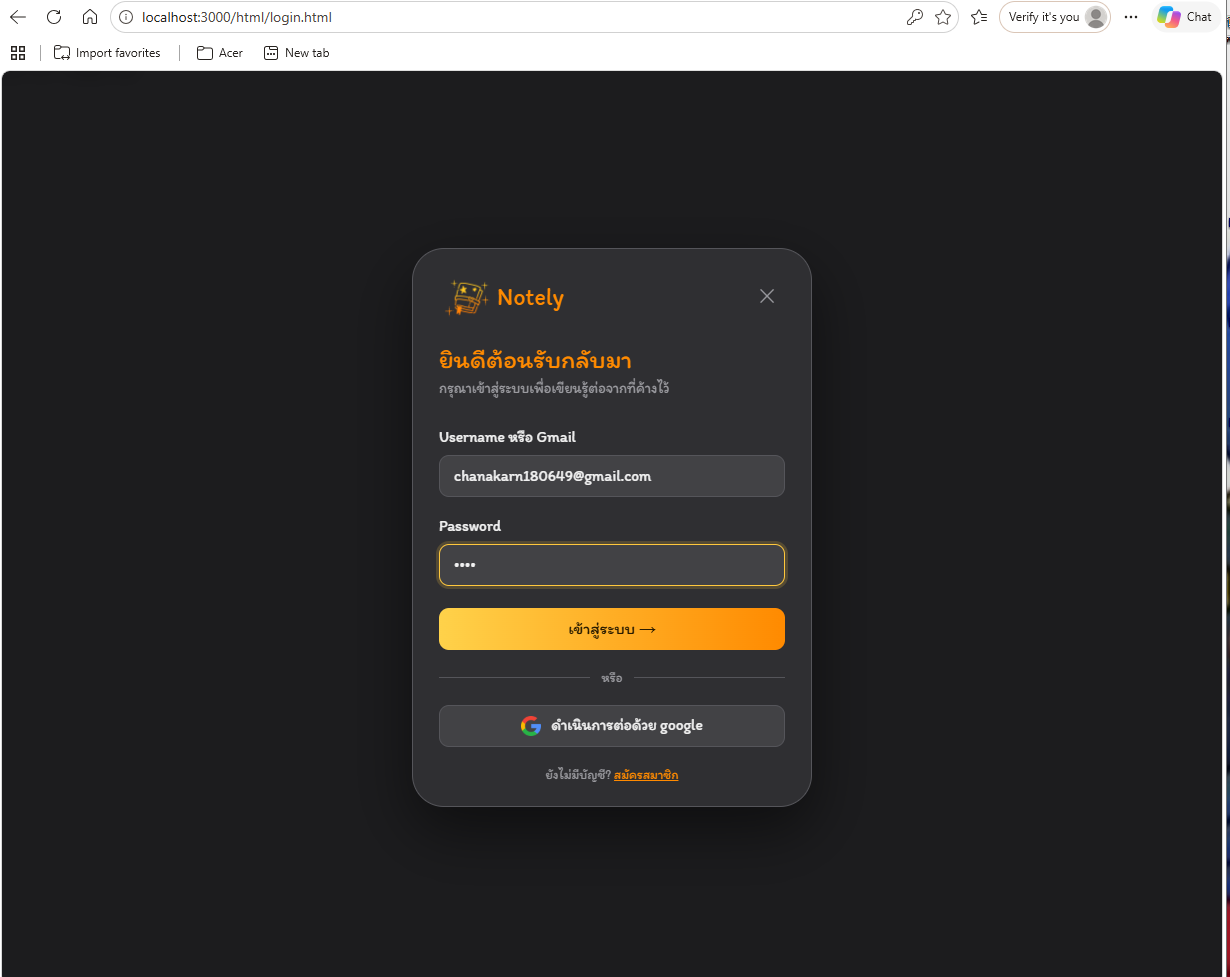 localhost:3000/html/login.html
Verify it's you
Chat
Import favorites
Acer
New tab
Notely
ยินดีต้อนรับกลับมา
กรุณาเข้าสู่ระบบเพื่อเขียนรู้ต่อจากที่ค้างไว้
Username หรือ Gmail
chanakarn180649@gmail.com
Password
••••
เข้าสู่ระบบ →
หรือ
ดำเนินการต่อด้วย google
ยังไม่มีบัญชี? สมัครสมาชิก